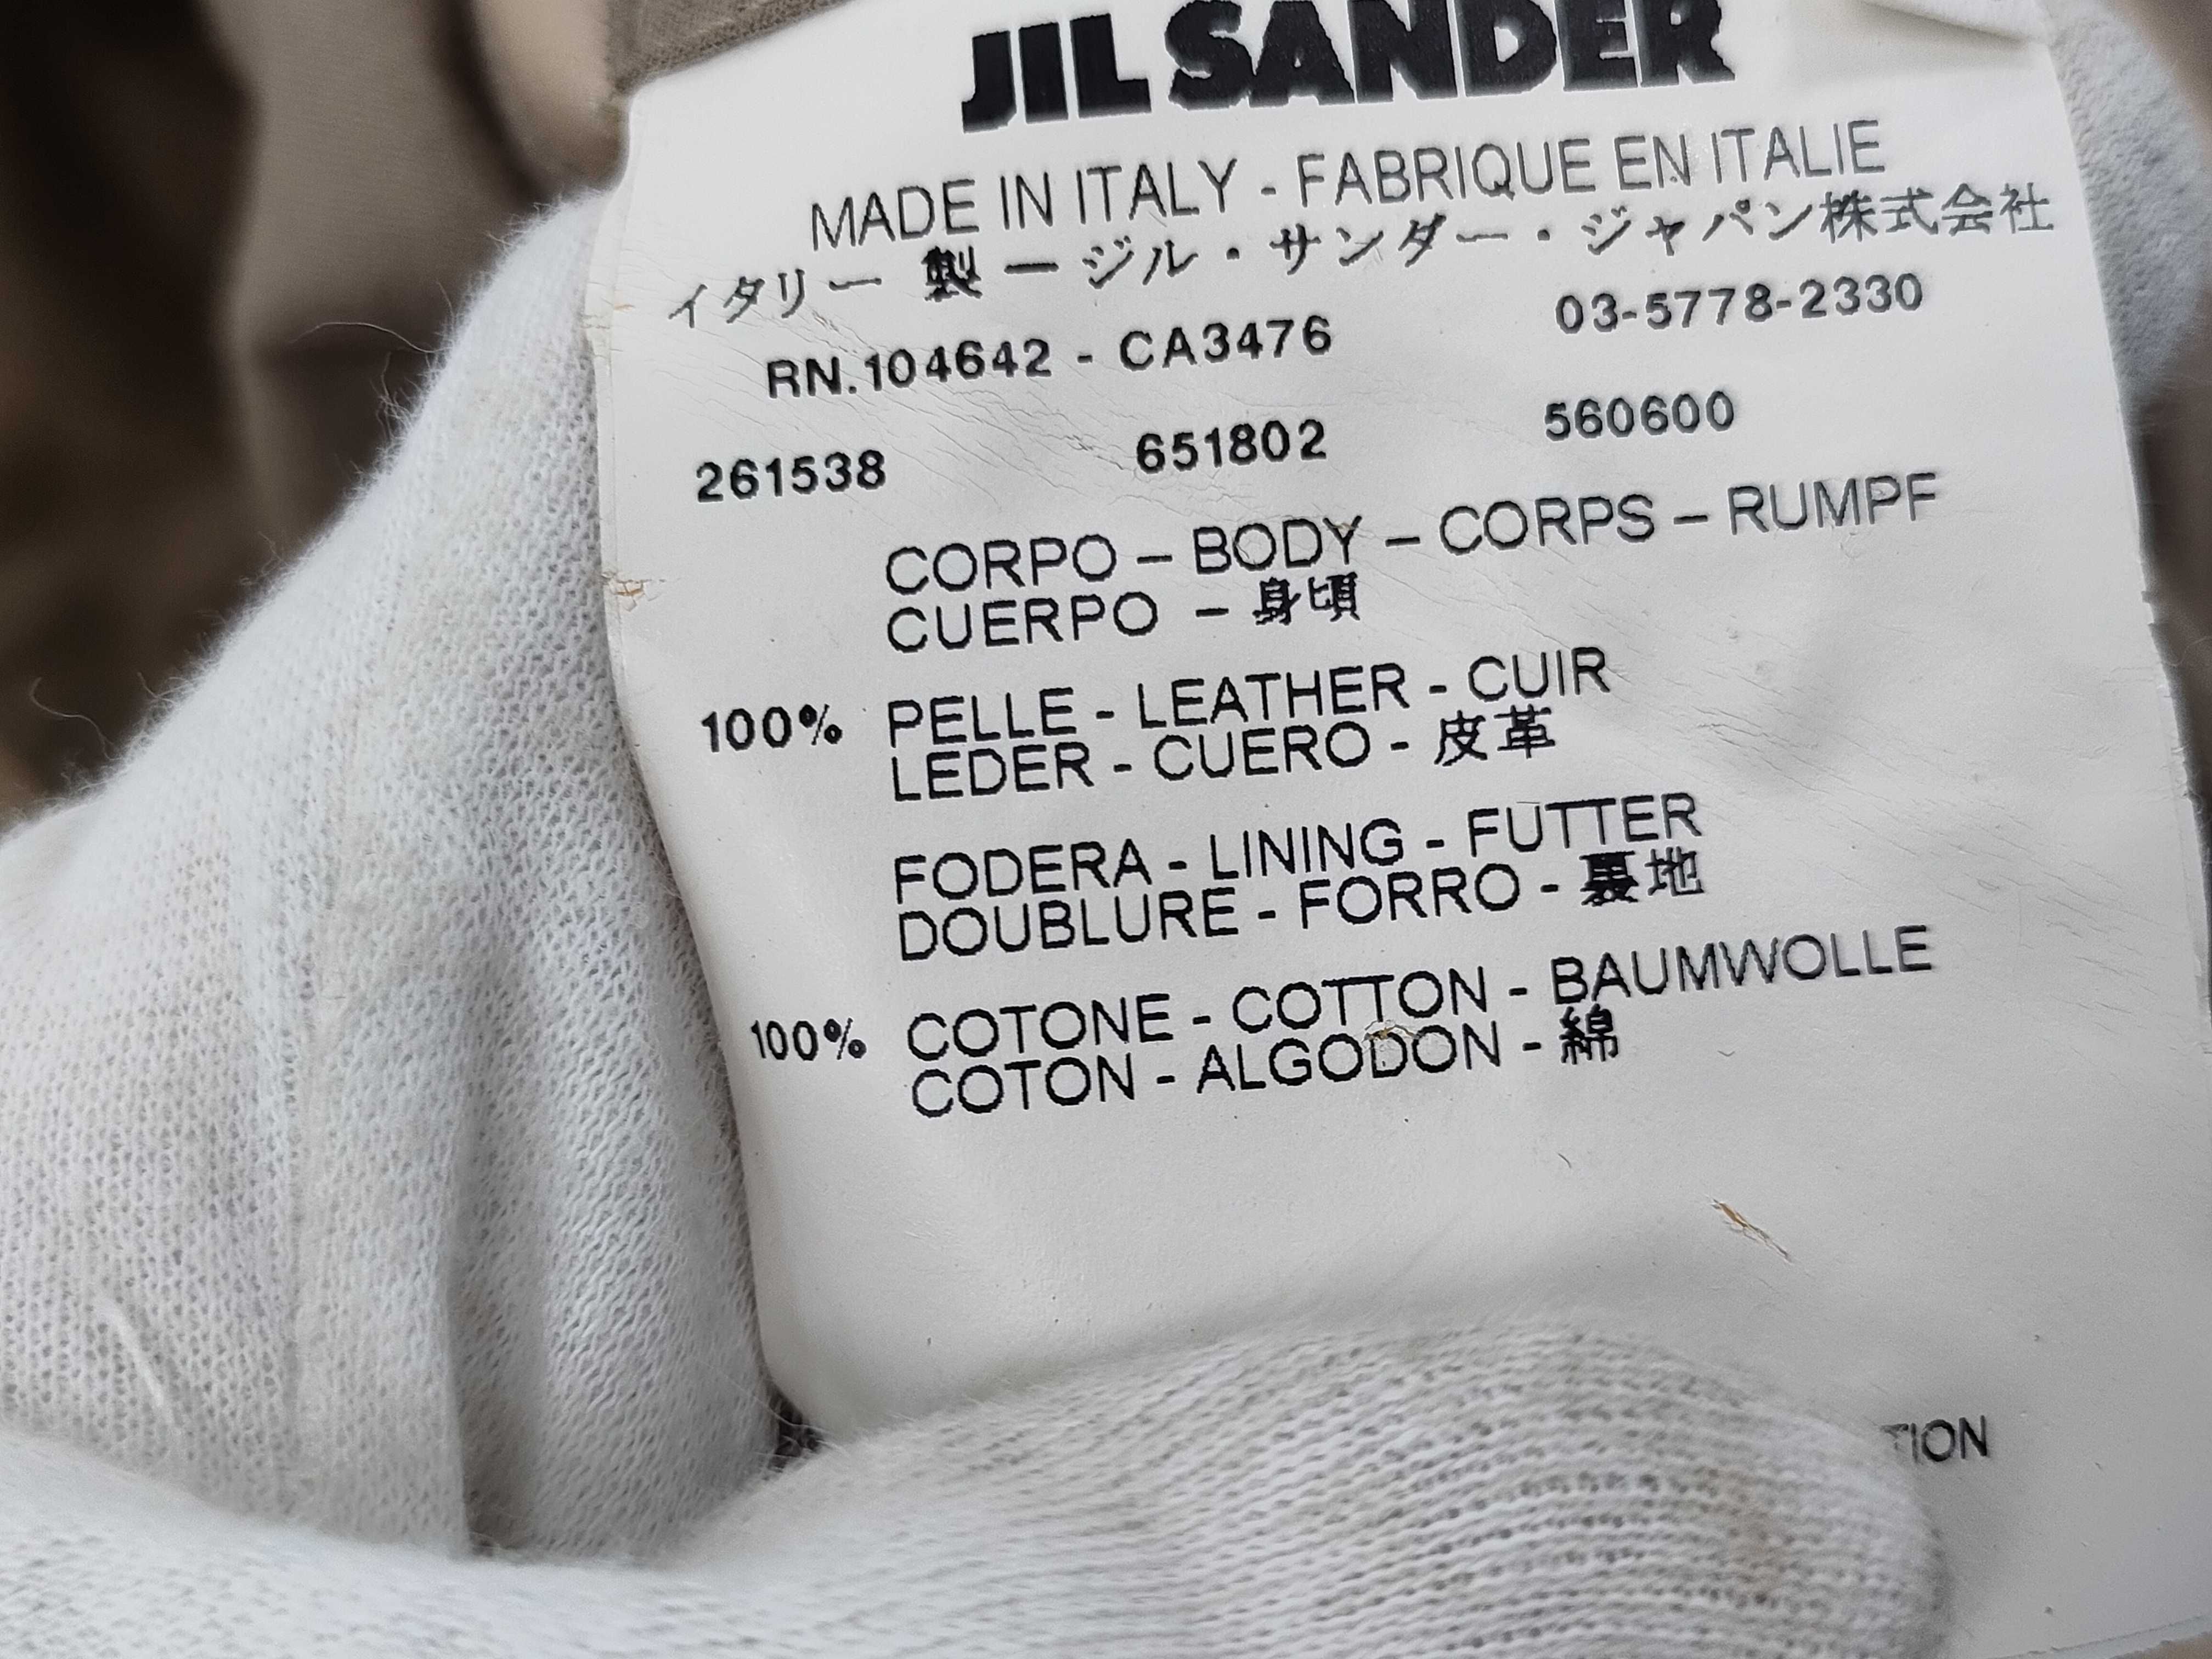 JIL SANDER
MADE IN ITALY - FABRIQUE EN ITALIE
イタリー 製 ー ジル・サンダー・ジャパン株式会社
RN.104642 - CA3476 03-5778-2330
261538 651802 560600
CORPO – BODY – CORPS – RUMPF
CUERPO – 身頃
100% PELLE - LEATHER - CUIR
LEDER - CUERO - 皮革
FODERA - LINING - FUTTER
DOUBLURE - FORRO - 裏地
100% COTONE - COTTON - BAUMWOLLE
COTON - ALGODON - 綿